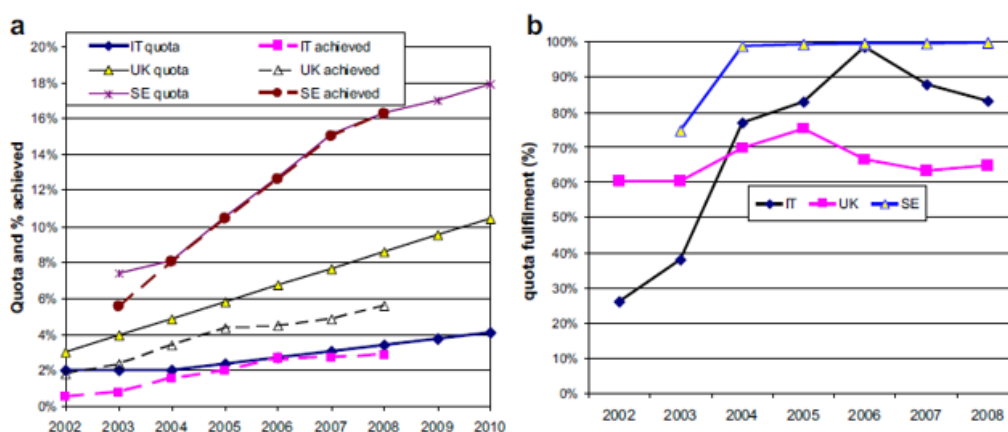 a
IT quota IT achieved
UK quota UK achieved
SE quota SE achieved
Quota and % achieved
20%
18%
16%
14%
12%
10%
8%
6%
4%
2%
0%
2002 2003 2004 2005 2006 2007 2008 2009 2010
b
quota fullfilment (%)
100%
90%
80%
70%
60%
50%
40%
30%
20%
10%
0%
IT UK SE
2002 2003 2004 2005 2006 2007 2008